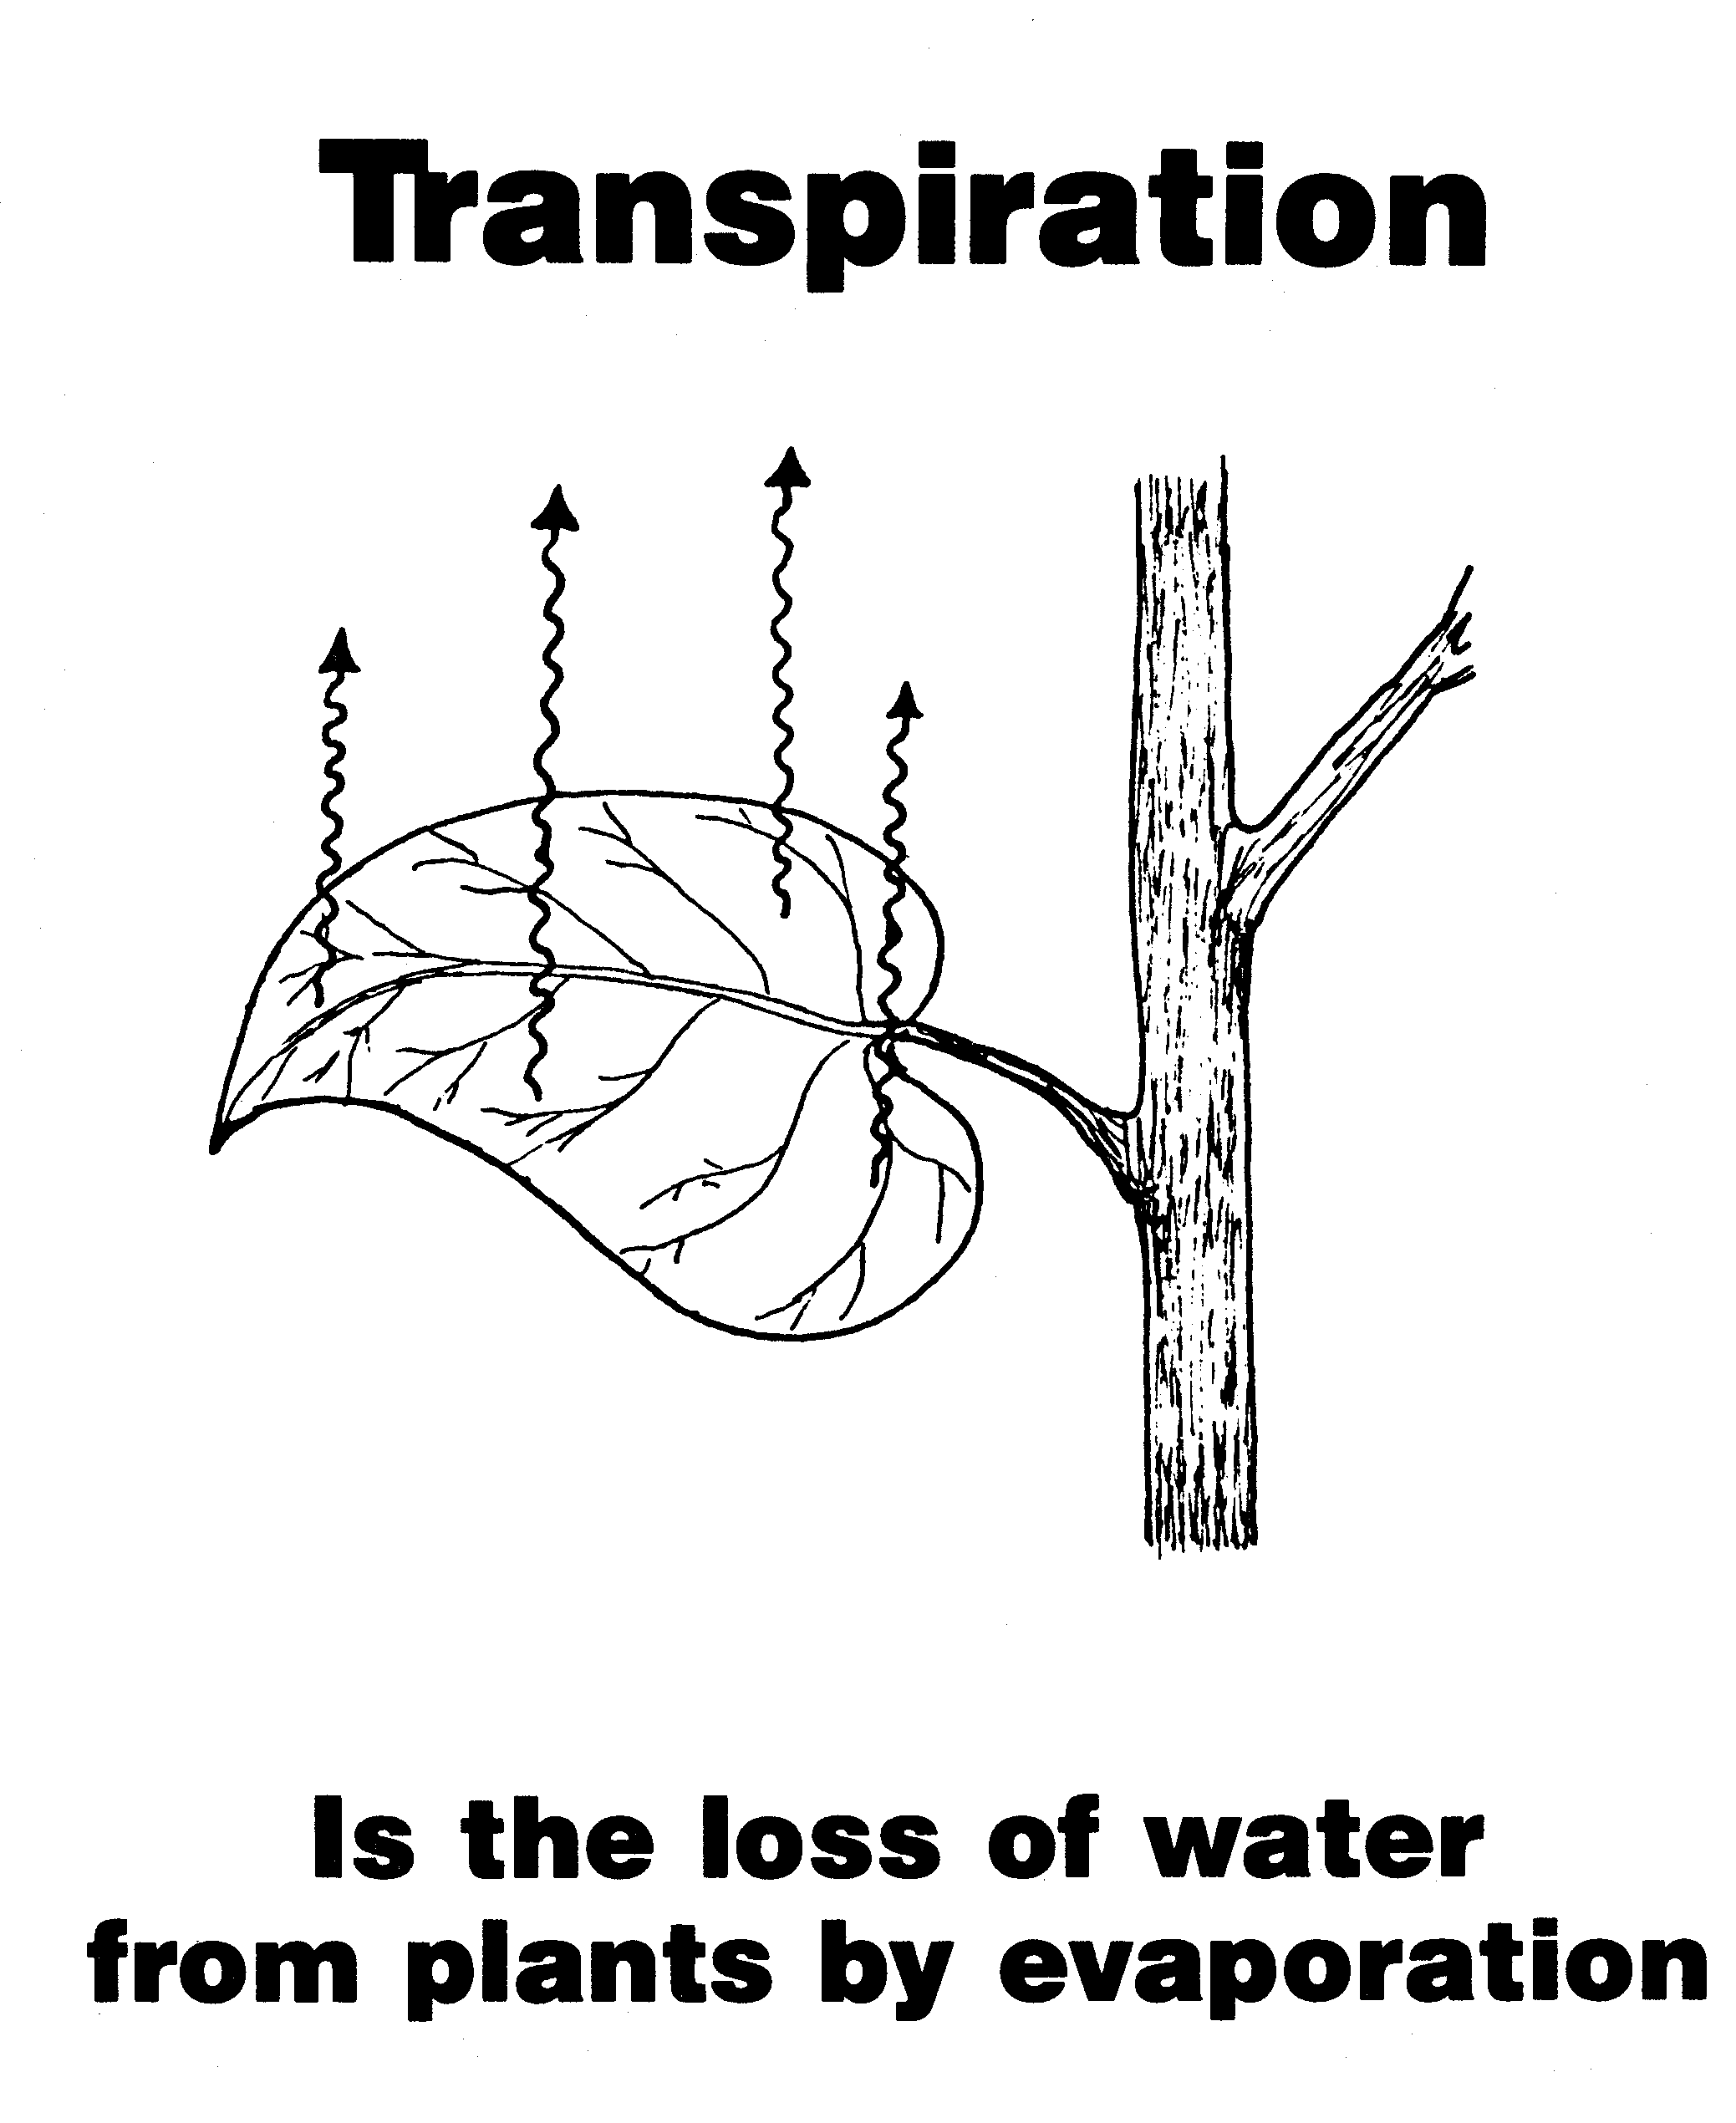 Transpiration
Is the loss of water
from plants by evaporation